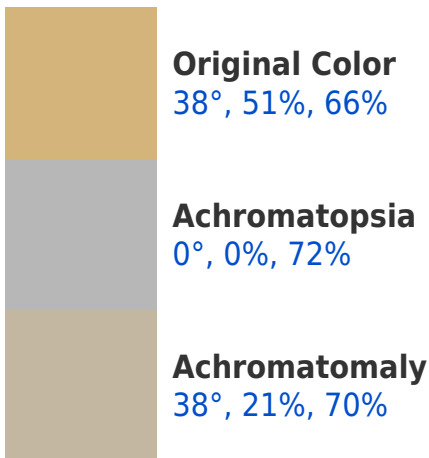 Original Color
38°, 51%, 66%
Achromatopsia
0°, 0%, 72%
Achromatomaly
38°, 21%, 70%